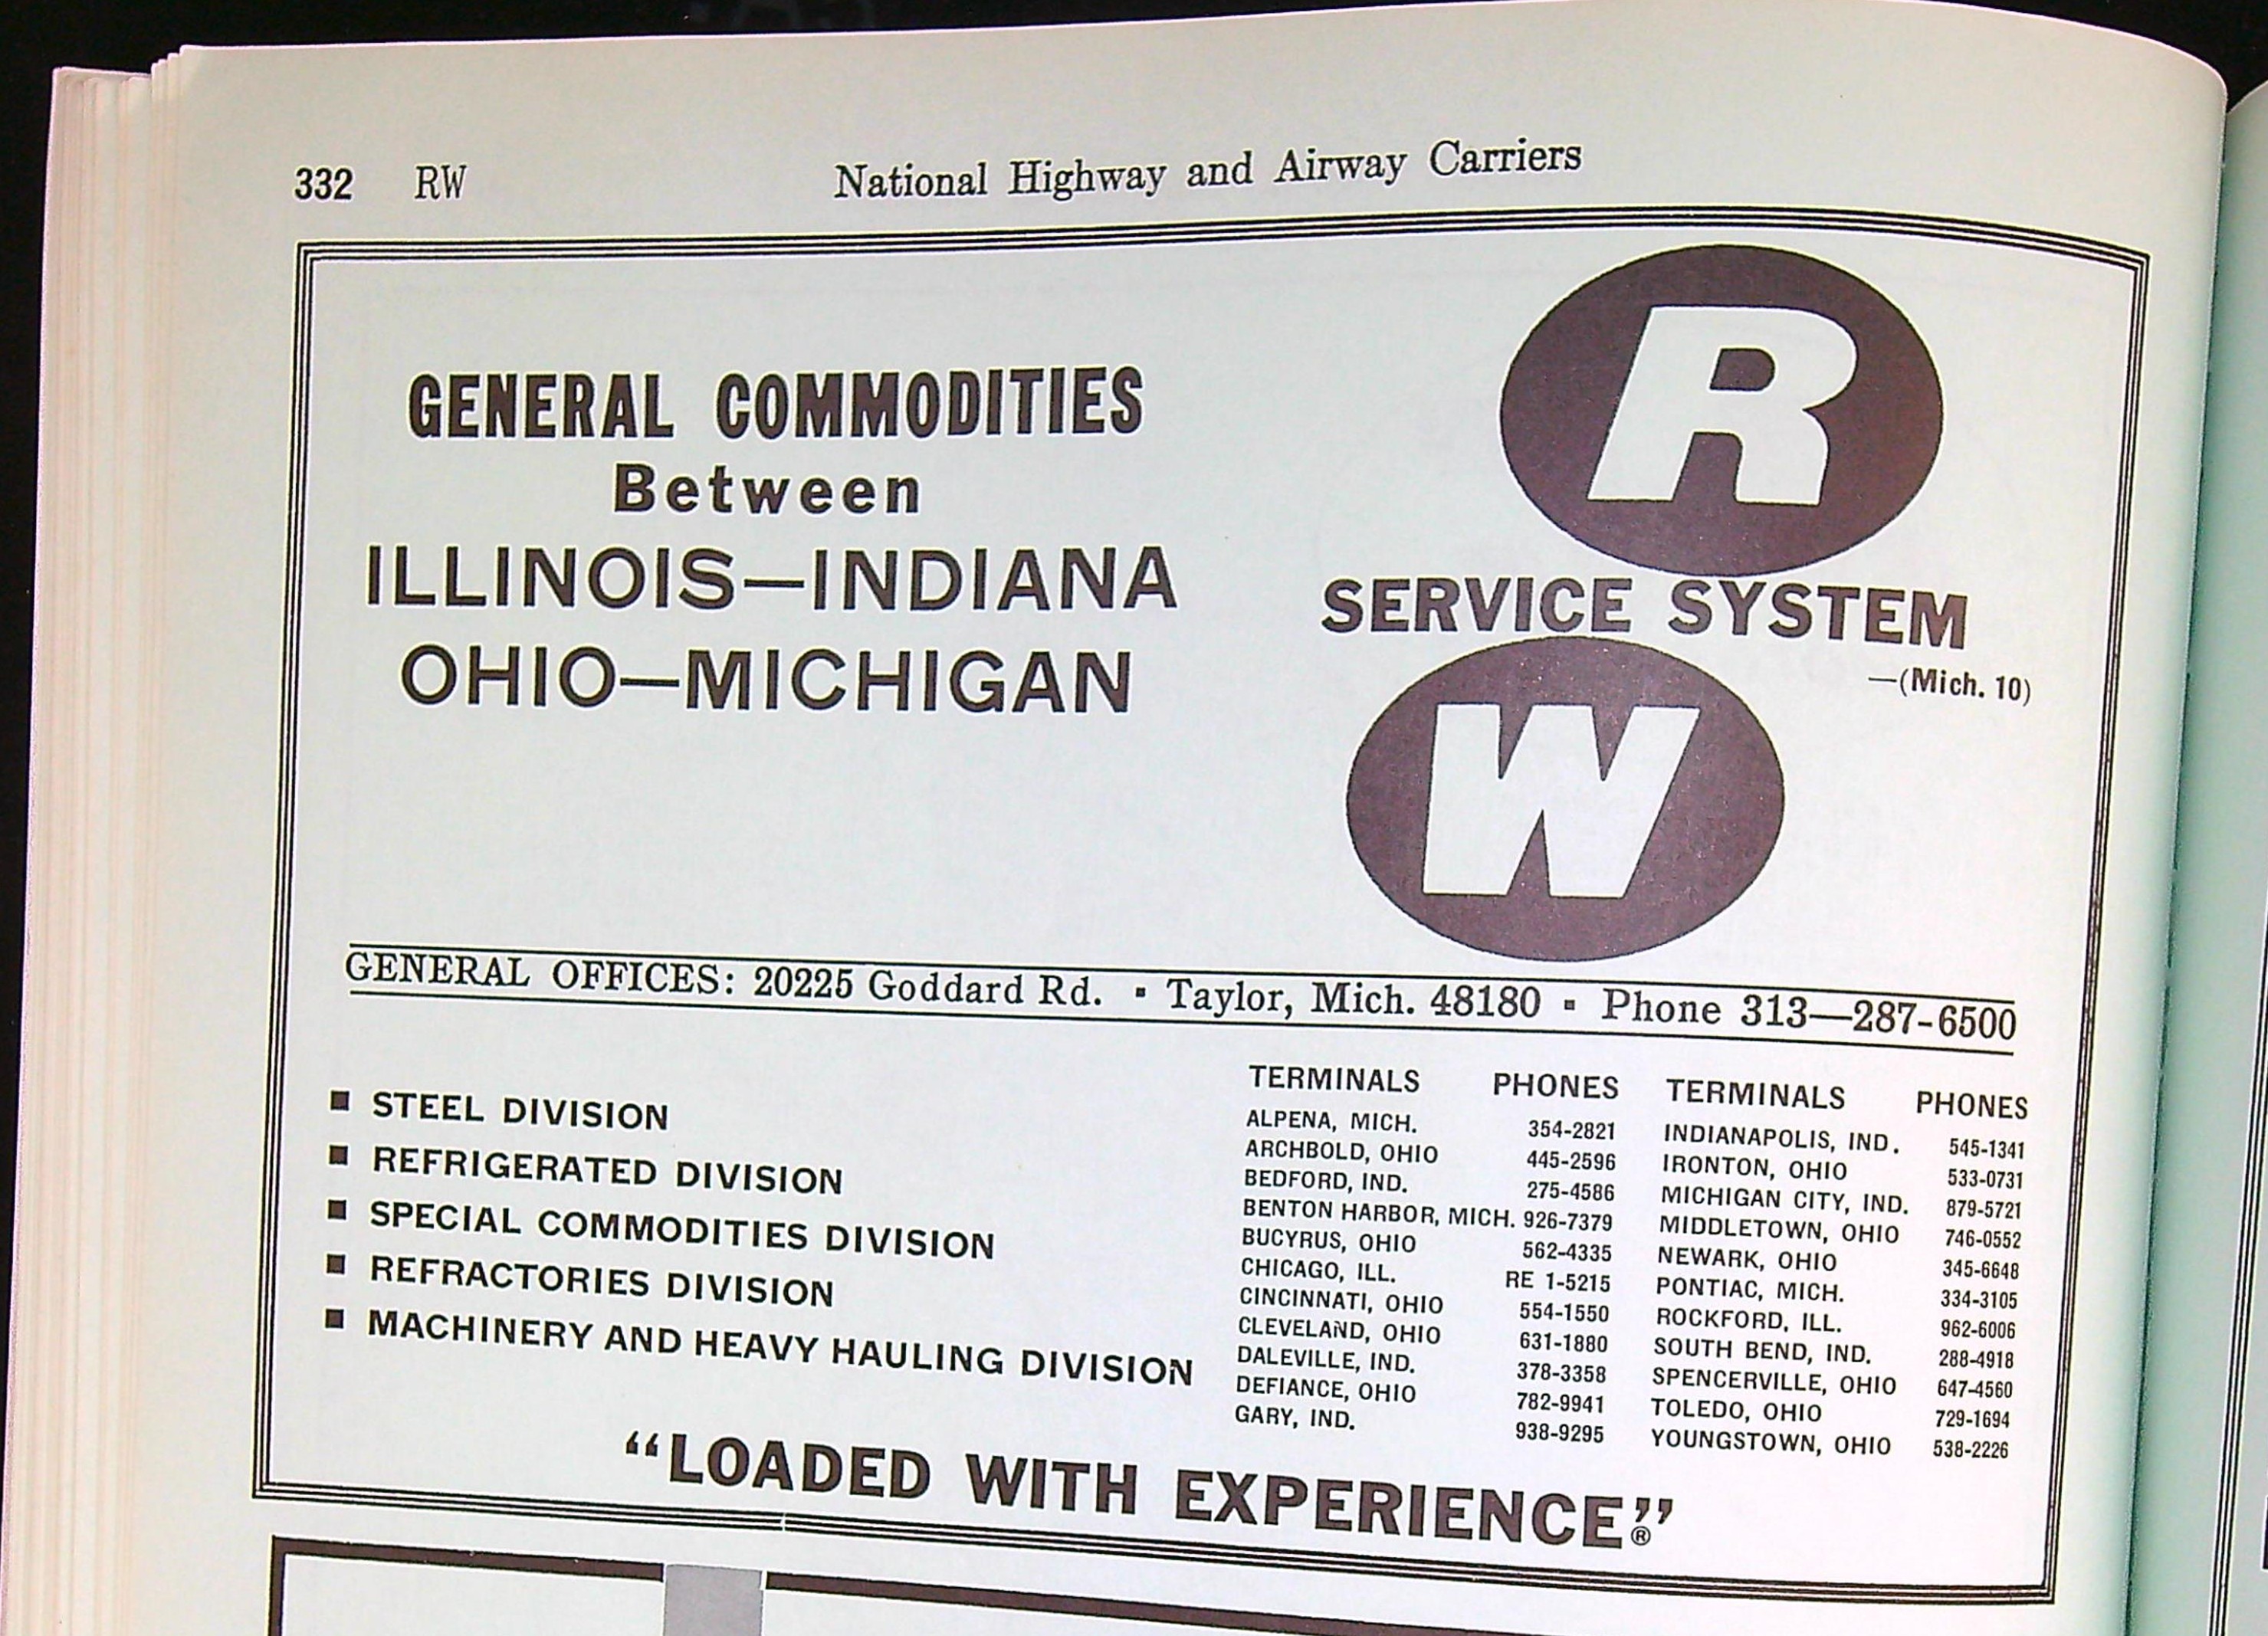 332 RW National Highway and Airway Carriers
GENERAL COMMODITIES
Between
ILLINOIS—INDIANA
OHIO—MICHIGAN
R
SERVICE SYSTEM
—(Mich. 10)
W
GENERAL OFFICES: 20225 Goddard Rd. ▪ Taylor, Mich. 48180 ▪ Phone 313—287-6500
■ STEEL DIVISION
■ REFRIGERATED DIVISION
■ SPECIAL COMMODITIES DIVISION
■ REFRACTORIES DIVISION
■ MACHINERY AND HEAVY HAULING DIVISION
TERMINALS PHONES
ALPENA, MICH. 354-2821
ARCHBOLD, OHIO 445-2596
BEDFORD, IND. 275-4586
BENTON HARBOR, MICH. 926-7379
BUCYRUS, OHIO 562-4335
CHICAGO, ILL. RE 1-5215
CINCINNATI, OHIO 554-1550
CLEVELAND, OHIO 631-1880
DALEVILLE, IND. 378-3358
DEFIANCE, OHIO 782-9941
GARY, IND. 938-9295
TERMINALS PHONES
INDIANAPOLIS, IND. 545-1341
IRONTON, OHIO 533-0731
MICHIGAN CITY, IND. 879-5721
MIDDLETOWN, OHIO 746-0552
NEWARK, OHIO 345-6648
PONTIAC, MICH. 334-3105
ROCKFORD, ILL. 962-6006
SOUTH BEND, IND. 288-4918
SPENCERVILLE, OHIO 647-4560
TOLEDO, OHIO 729-1694
YOUNGSTOWN, OHIO 538-2226
“LOADED WITH EXPERIENCE.”®